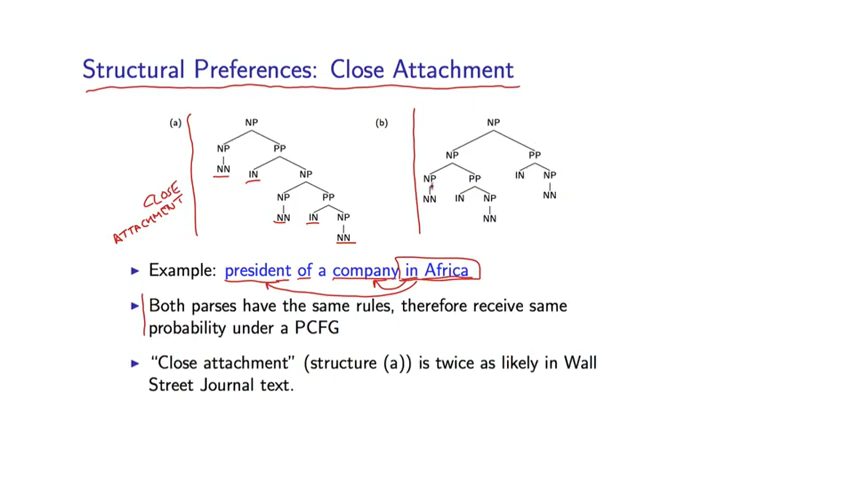 Structural Preferences: Close Attachment
(a)
NP
NP PP
NN IN NP
NP PP
NN IN NP
NN
CLOSE
ATTACHMENT
(b)
NP
NP PP
NP PP IN NP
NN IN NP NN
NN
Example: president of a company in Africa
Both parses have the same rules, therefore receive same
probability under a PCFG
“Close attachment” (structure (a)) is twice as likely in Wall
Street Journal text.